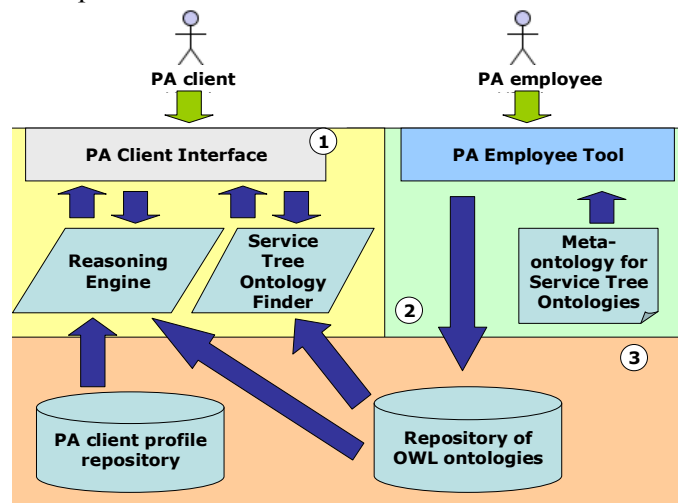 PA client
PA employee
PA Client Interface
1
PA Employee Tool
Reasoning
Engine
Service
Tree
Ontology
Finder
Meta-
ontology for
Service Tree
Ontologies
2
3
PA client profile
repository
Repository of
OWL ontologies